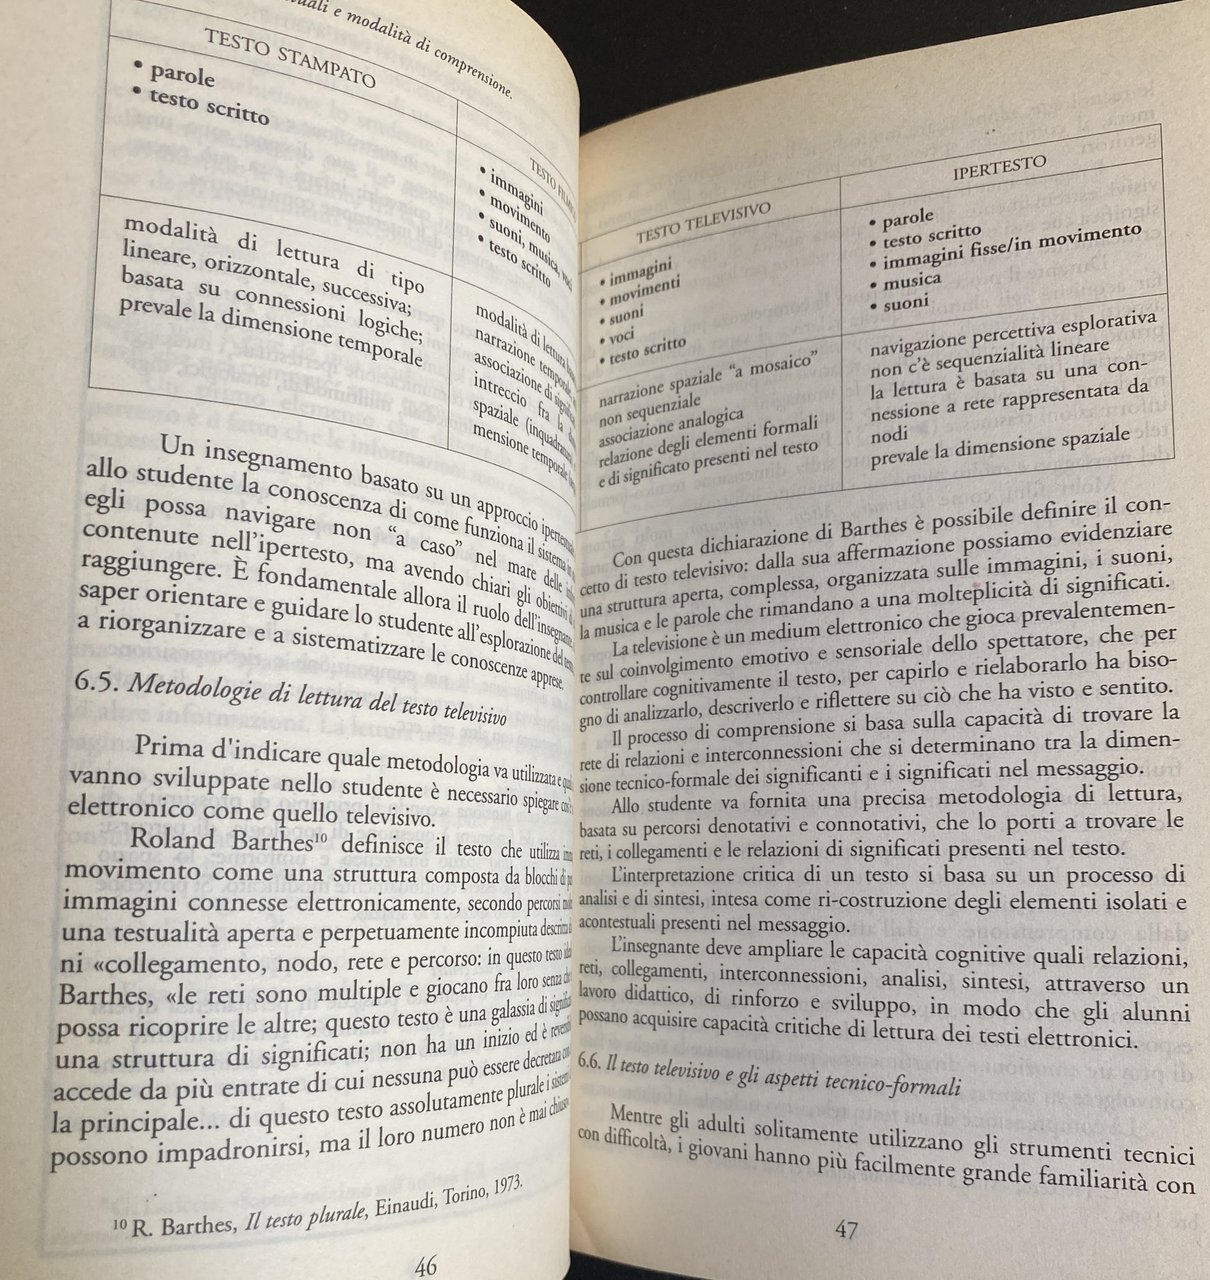 e modalità di comprensione.
TESTO STAMPATO
• parole
• testo scritto
modalità di lettura di tipo
lineare, orizzontale, successiva;
basata su connessioni logiche;
prevale la dimensione temporale
TESTO
• immagini
• movimento
• suoni, musica, voci
• testo scritto
modalità di lettura
narrazione temporale
associazione di
intreccio fra la
spaziale
mensione temporale
Un insegnamento basato su un approccio
allo studente la conoscenza di come funziona il sistema
egli possa navigare non “a caso” nel mare delle
contenute nell'ipertesto, ma avendo chiari gli obiettivi
raggiungere. È fondamentale allora il ruolo dell'insegnante,
saper orientare e guidare lo studente all'esplorazione del
a riorganizzare e a sistematizzare le conoscenze apprese.
6.5. Metodologie di lettura del testo televisivo
Prima d'indicare quale metodologia va utilizzata e
vanno sviluppate nello studente è necessario spiegare
elettronico come quello televisivo.
Roland Barthes¹⁰ definisce il testo che utilizza
movimento come una struttura composta da blocchi di
immagini connesse elettronicamente, secondo percorsi
una testualità aperta e perpetuamente incompiuta
ni «collegamento, nodo, rete e percorso: in questo testo
Barthes, «le reti sono multiple e giocano fra loro senza
possa ricoprire le altre; questo testo è una galassia di
una struttura di significati; non ha un inizio ed è
accede da più entrate di cui nessuna può essere decretata
la principale... di questo testo assolutamente plurale i
possono impadronirsi, ma il loro numero non è mai
¹⁰ R. Barthes, Il testo plurale, Einaudi, Torino, 1973.
46
TESTO TELEVISIVO
• immagini
• movimenti
• suoni
• voci
• testo scritto
narrazione spaziale “a mosaico”
non sequenziale
associazione analogica
relazione degli elementi formali
e di significato presenti nel testo
IPERTESTO
• parole
• testo scritto
• immagini fisse/in movimento
• musica
• suoni
navigazione percettiva esplorativa
non c'è sequenzialità lineare
la lettura è basata su una con-
nessione a rete rappresentata da
nodi
prevale la dimensione spaziale
Con questa dichiarazione di Barthes è possibile definire il con-
cetto di testo televisivo: dalla sua affermazione possiamo evidenziare
una struttura aperta, complessa, organizzata sulle immagini, i suoni,
la musica e le parole che rimandano a una molteplicità di significati.
La televisione è un medium elettronico che gioca prevalentemen-
te sul coinvolgimento emotivo e sensoriale dello spettatore, che per
controllare cognitivamente il testo, per capirlo e rielaborarlo ha biso-
gno di analizzarlo, descriverlo e riflettere su ciò che ha visto e sentito.
Il processo di comprensione si basa sulla capacità di trovare la
rete di relazioni e interconnessioni che si determinano tra la dimen-
sione tecnico-formale dei significanti e i significati nel messaggio.
Allo studente va fornita una precisa metodologia di lettura,
basata su percorsi denotativi e connotativi, che lo porti a trovare le
reti, i collegamenti e le relazioni di significati presenti nel testo.
L'interpretazione critica di un testo si basa su un processo di
analisi e di sintesi, intesa come ri-costruzione degli elementi isolati e
acontestuali presenti nel messaggio.
L'insegnante deve ampliare le capacità cognitive quali relazioni,
reti, collegamenti, interconnessioni, analisi, sintesi, attraverso un
lavoro didattico, di rinforzo e sviluppo, in modo che gli alunni
possano acquisire capacità critiche di lettura dei testi elettronici.
6.6. Il testo televisivo e gli aspetti tecnico-formali
Mentre gli adulti solitamente utilizzano gli strumenti tecnici
con difficoltà, i giovani hanno più facilmente grande familiarità con
47